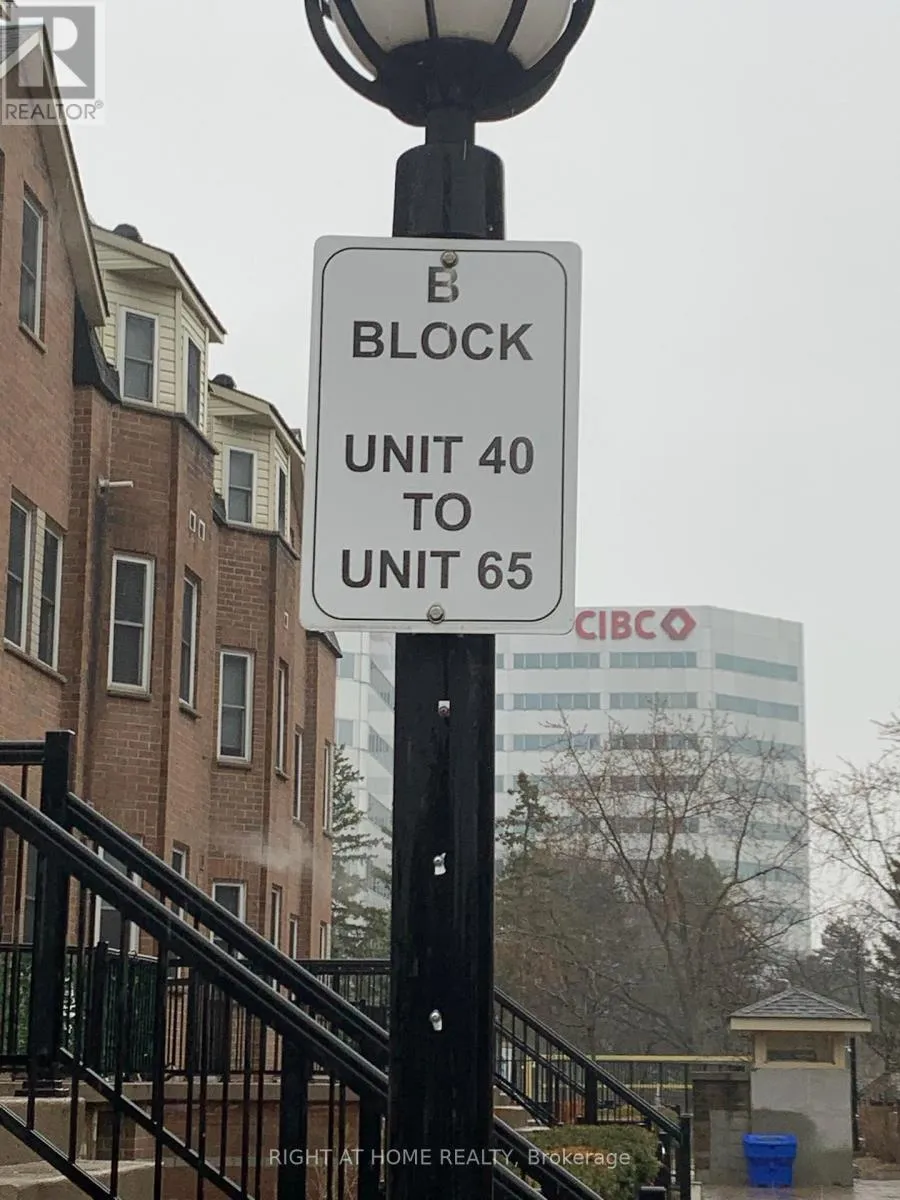 REALTOR®
B
BLOCK
UNIT 40
TO
UNIT 65
CIBC
RIGHT AT HOME REALTY, Brokerage